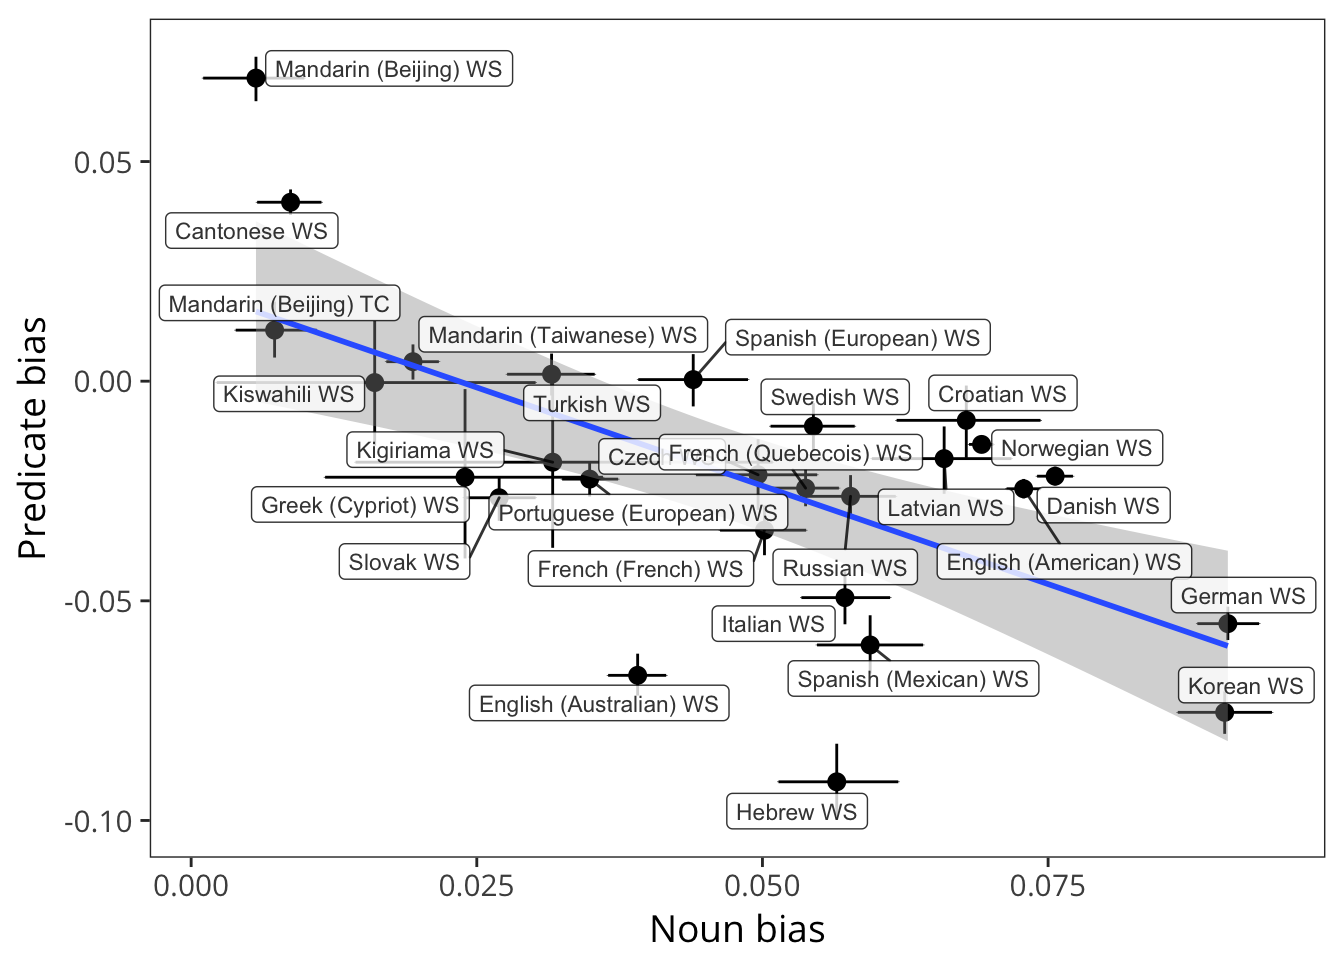 Mandarin (Beijing) WS
0.05
Cantonese WS
Mandarin (Beijing) TC
Mandarin (Taiwanese) WS
Spanish (European) WS
0.00
Kiswahili WS
Turkish WS
Swedish WS
Croatian WS
Kigiriama WS
Czech WS
French (Quebecois) WS
Norwegian WS
Greek (Cypriot) WS
Portuguese (European) WS
Latvian WS
Danish WS
Slovak WS
French (French) WS
Russian WS
English (American) WS
-0.05
German WS
Italian WS
Spanish (Mexican) WS
Korean WS
English (Australian) WS
Hebrew WS
-0.10
Predicate bias
0.000
0.025
0.050
0.075
Noun bias